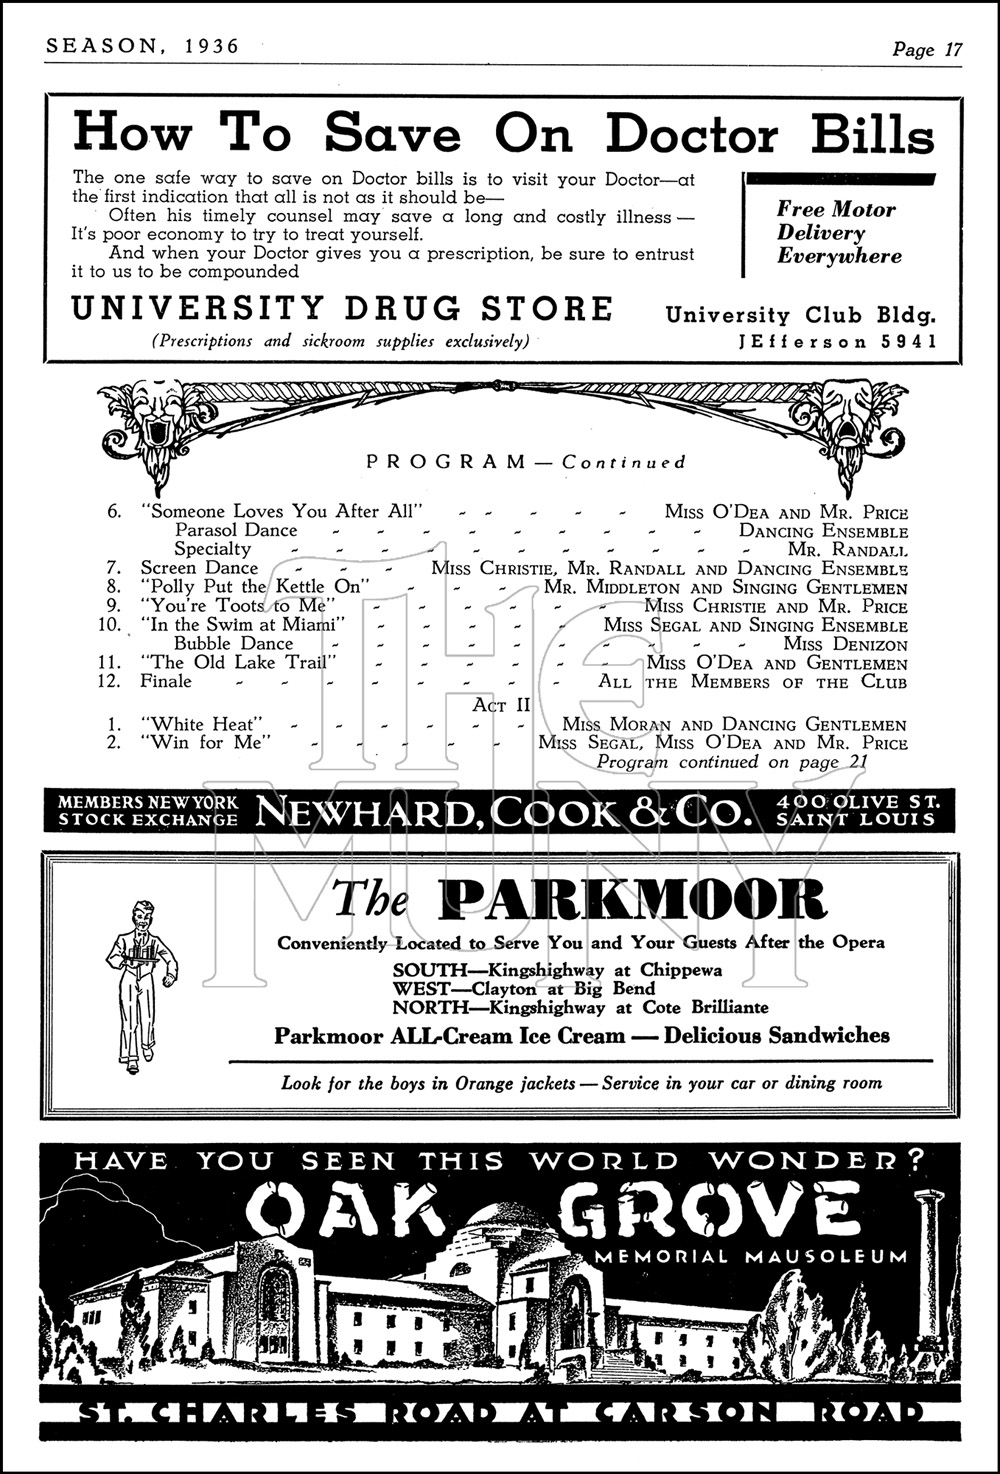 SEASON, 1936
Page 17
How To Save On Doctor Bills
The one safe way to save on Doctor bills is to visit your Doctor—at
the first indication that all is not as it should be—
Often his timely counsel may save a long and costly illness —
It's poor economy to try to treat yourself.
And when your Doctor gives you a prescription, be sure to entrust
it to us to be compounded
Free Motor
Delivery
Everywhere
UNIVERSITY DRUG STORE
(Prescriptions and sickroom supplies exclusively)
University Club Bldg.
JEfferson 5941
PROGRAM — Continued
6. "Someone Loves You After All" - - - - - MISS O'DEA AND MR. PRICE
Parasol Dance - - - - - - - - - DANCING ENSEMBLE
Specialty - - - - - - - - - - - MR. RANDALL
7. Screen Dance - - - MISS CHRISTIE, MR. RANDALL AND DANCING ENSEMBLE
8. "Polly Put the Kettle On" - - - MR. MIDDLETON AND SINGING GENTLEMEN
9. "You're Toots to Me" - - - - - - MISS CHRISTIE AND MR. PRICE
10. "In the Swim at Miami" - - - - - MISS SEGAL AND SINGING ENSEMBLE
Bubble Dance - - - - - - - - - - MISS DENIZON
11. "The Old Lake Trail" - - - - - - MISS O'DEA AND GENTLEMEN
12. Finale - - - - - - - - ALL THE MEMBERS OF THE CLUB
ACT II
1. "White Heat" - - - - - - MISS MORAN AND DANCING GENTLEMEN
2. "Win for Me" - - - - - MISS SEGAL, MISS O'DEA AND MR. PRICE
Program continued on page 21
THE
MUNY
MEMBERS NEW YORK
STOCK EXCHANGE
NEWHARD, COOK & CO.
400 OLIVE ST.
SAINT LOUIS
The PARKMOOR
Conveniently Located to Serve You and Your Guests After the Opera
SOUTH—Kingshighway at Chippewa
WEST—Clayton at Big Bend
NORTH—Kingshighway at Cote Brilliante
Parkmoor ALL-Cream Ice Cream — Delicious Sandwiches
Look for the boys in Orange jackets — Service in your car or dining room
HAVE YOU SEEN THIS WORLD WONDER?
OAK GROVE
MEMORIAL MAUSOLEUM
ST. CHARLES ROAD AT CARSON ROAD